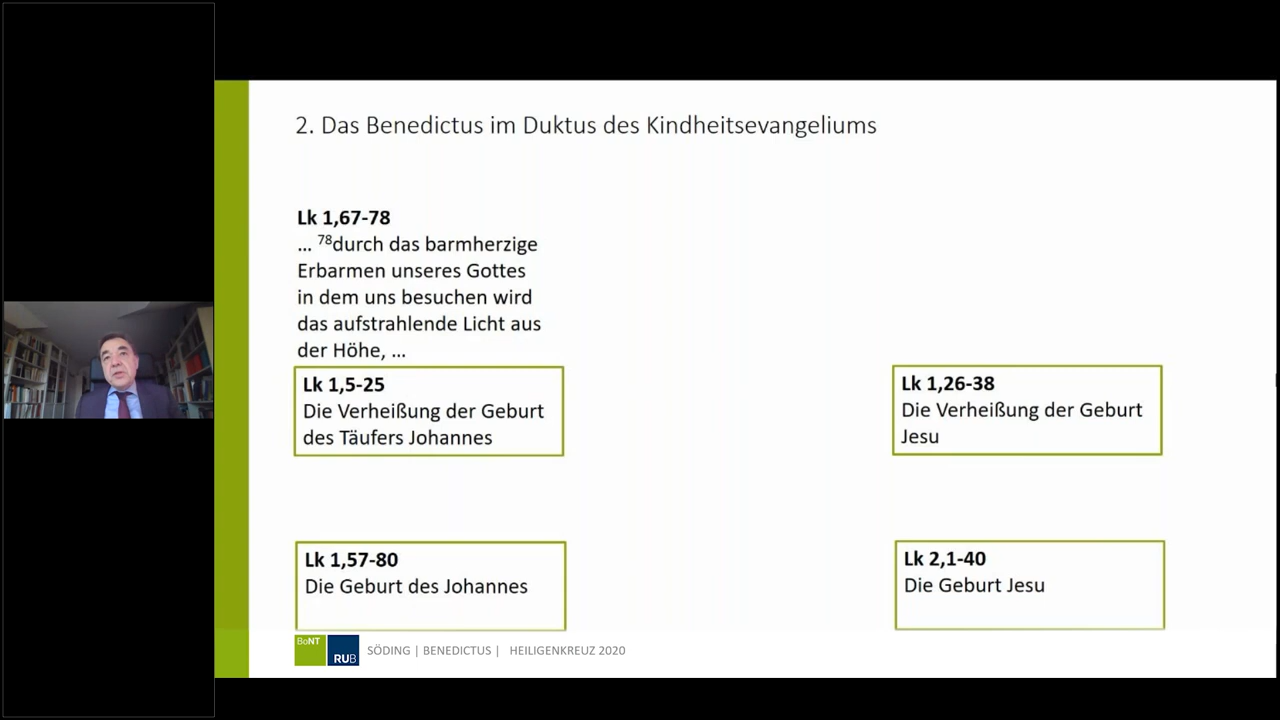 2. Das Benedictus im Duktus des Kindheitsevangeliums
Lk 1,67-78
... ⁷⁸durch das barmherzige
Erbarmen unseres Gottes
in dem uns besuchen wird
das aufstrahlende Licht aus
der Höhe, ...
Lk 1,5-25
Die Verheißung der Geburt
des Täufers Johannes
Lk 1,26-38
Die Verheißung der Geburt
Jesu
Lk 1,57-80
Die Geburt des Johannes
Lk 2,1-40
Die Geburt Jesu
BoNT
RUB
SÖDING | BENEDICTUS | HEILIGENKREUZ 2020